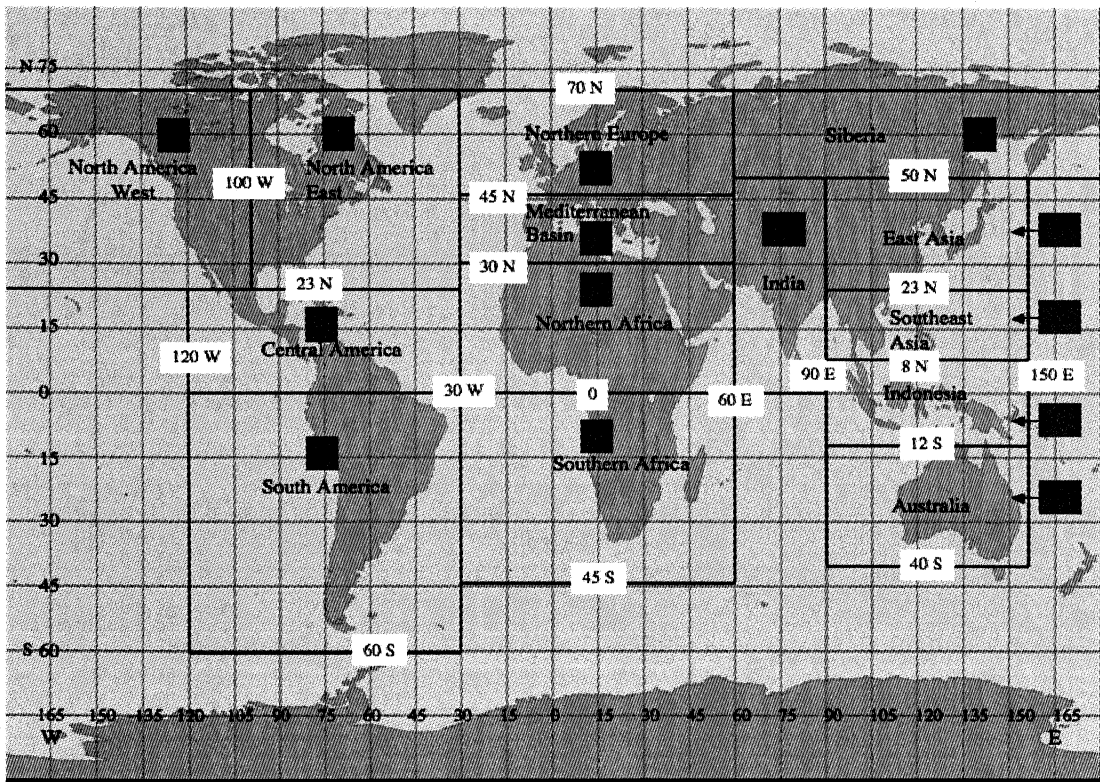 N 75
70 N
Northern Europe
Siberia
60
North America
West
North America
East
100 W
50 N
45
45 N
Mediterranean
Basin
East Asia
30
30 N
23 N
India
23 N
15
Northern Africa
Southeast
Asia
Central America
120 W
8 N
90 E
150 E
0
30 W
0
60 E
Indonesia
12 S
15
Southern Africa
South America
Australia
30
45
45 S
40 S
S 60
60 S
165 150 135 120 105 90 75 60 45 30 15 0 15 30 45 60 75 90 105 120 135 150 165
W E